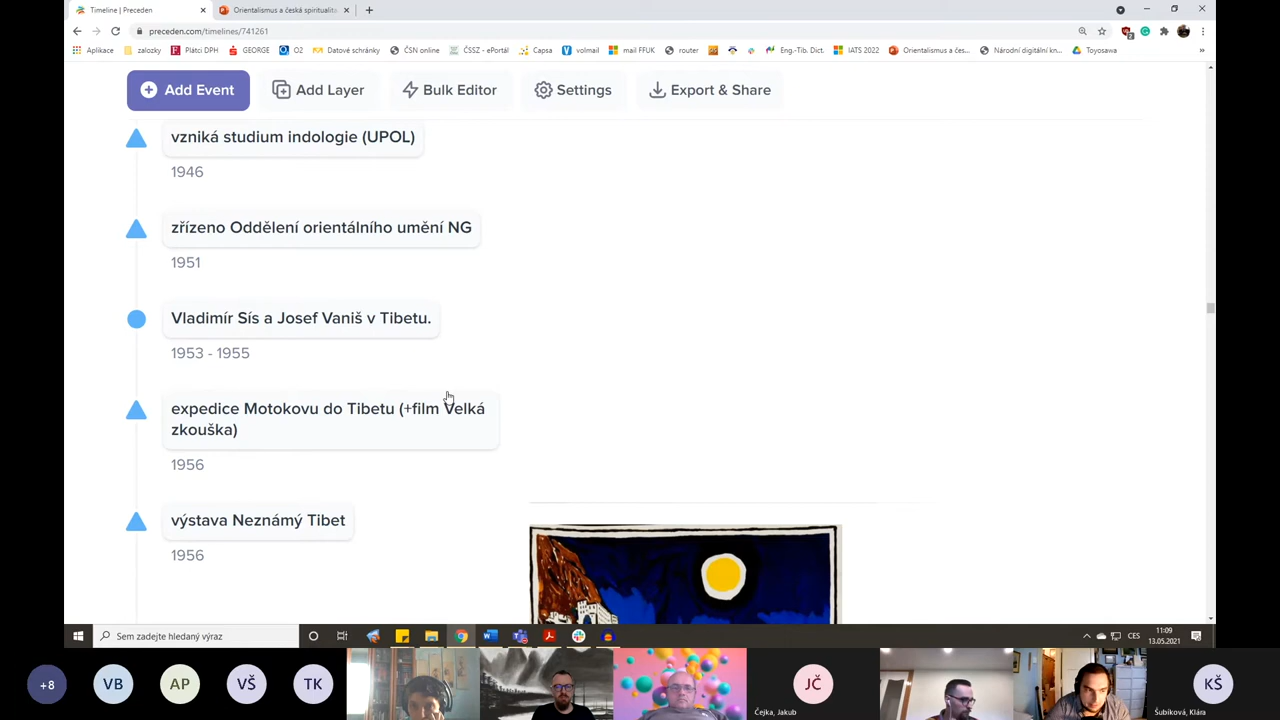 Timeline | Preceden
Orientalismus a česká spiritualita
preceden.com/timelines/741261
Aplikace
zalozky
Plátci DPH
GEORGE
O2
Datové schránky
ČSN online
ČSSZ - ePortál
Capsa
volmail
mail FFUK
router
Eng.-Tib. Dict.
IATS 2022
Orientalismus a čes...
Národní digitální kn...
Toyosawa
»
Add Event
Add Layer
Bulk Editor
Settings
Export & Share
vzniká studium indologie (UPOL)
1946
zřízeno Oddělení orientálního umění NG
1951
Vladimír Sís a Josef Vaniš v Tibetu.
1953 - 1955
expedice Motokovu do Tibetu (+film Velká
zkouška)
1956
výstava Neznámý Tibet
1956
Sem zadejte hledaný výraz
CES
11:09
13.05.2021
+8
VB
AP
VŠ
TK
JČ
KŠ
Čejka, Jakub
Šubíková, Klára